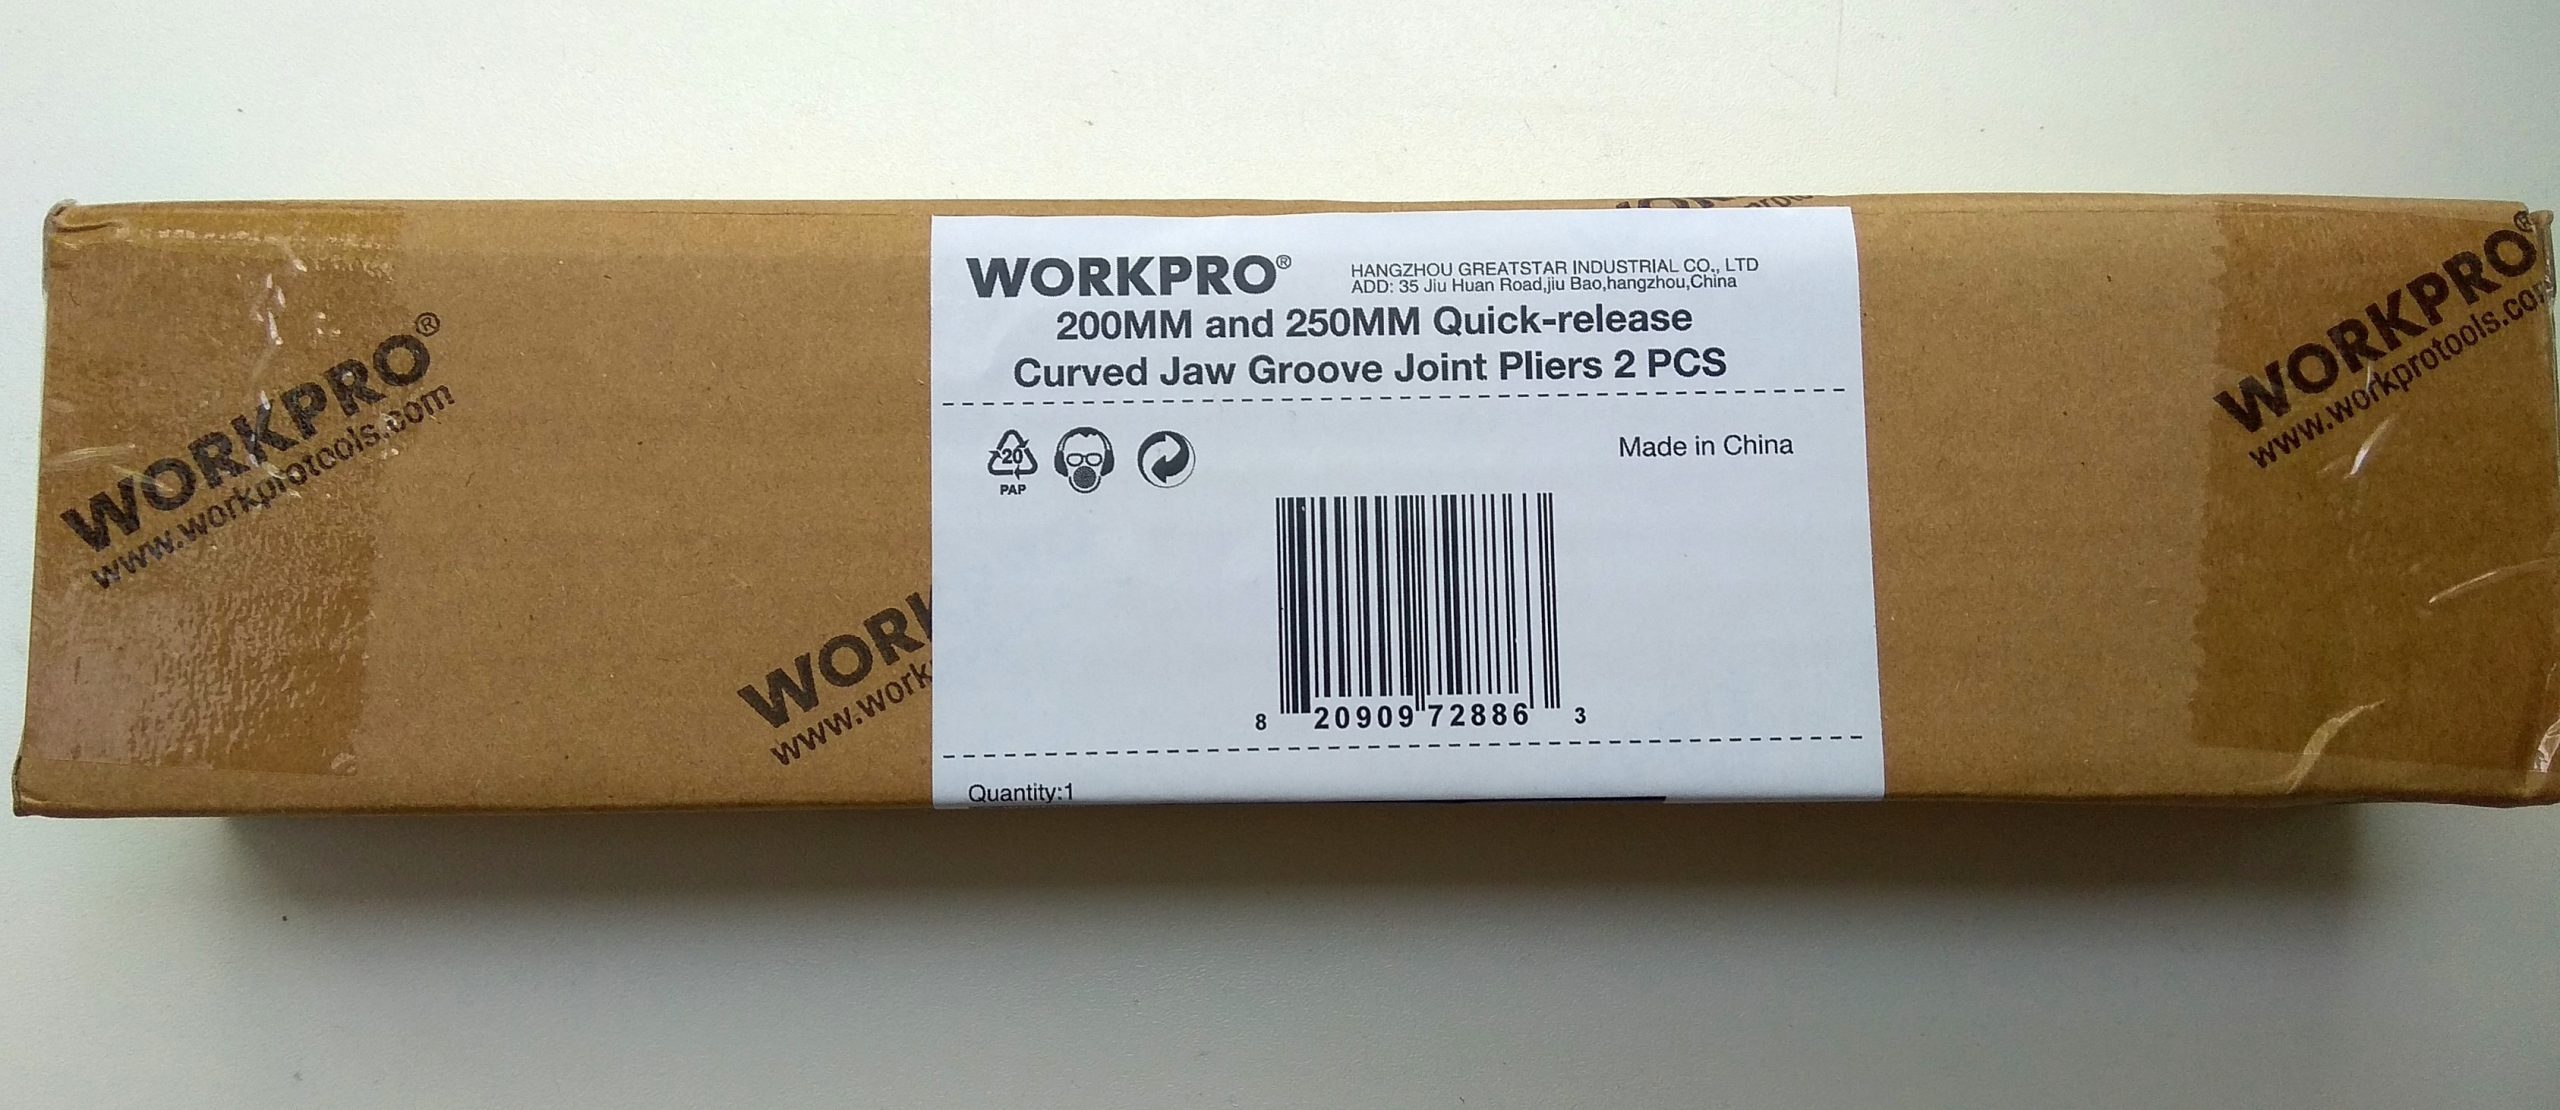 WORKPRO®
www.workprotools.com
WORK
www.work
WORKPRO® HANGZHOU GREATSTAR INDUSTRIAL CO., LTD
ADD: 35 Jiu Huan Road,jiu Bao,hangzhou,China
200MM and 250MM Quick-release
Curved Jaw Groove Joint Pliers 2 PCS
20
PAP
Made in China
8 20909 72886 3
Quantity:1
WORKPRO®
www.workprotools.com